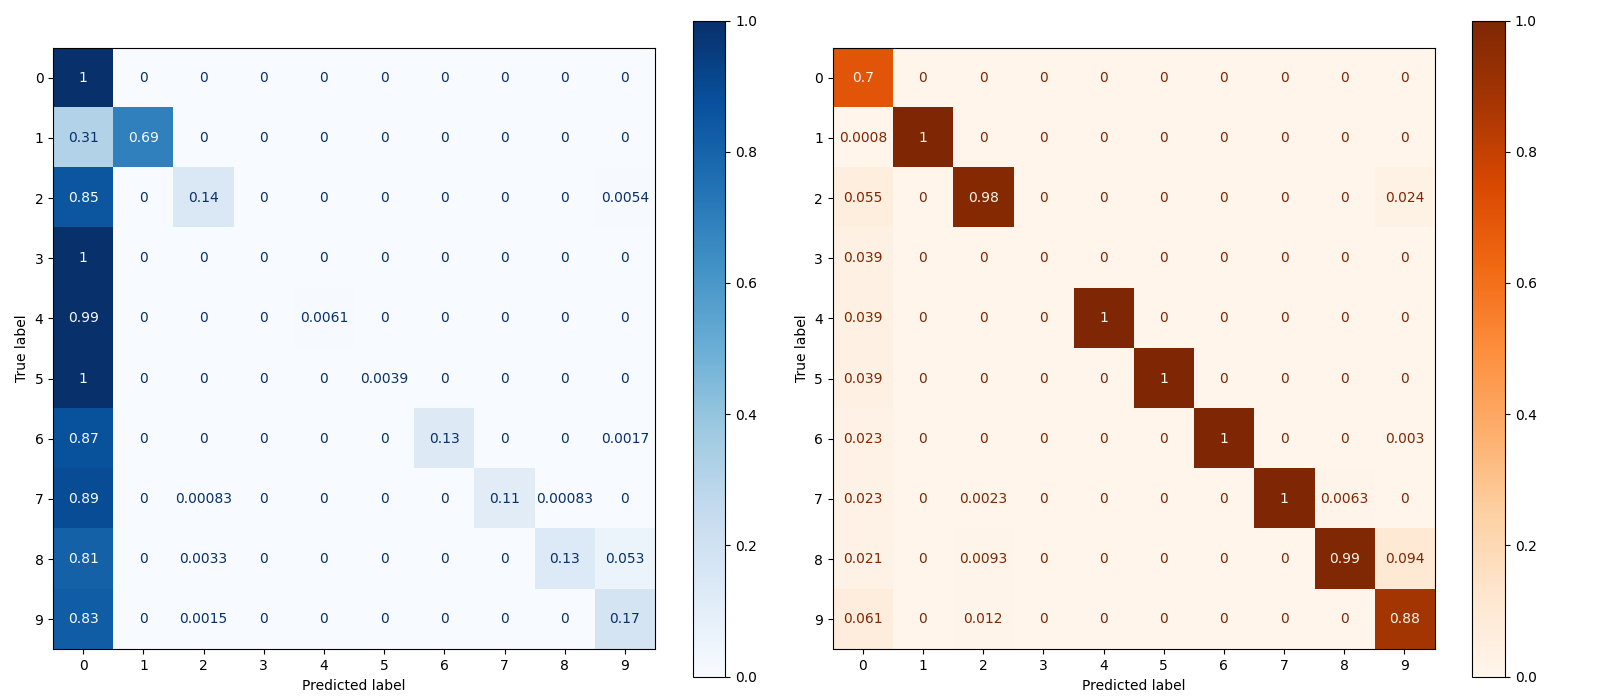 1.0
1.0
0 1 0 0 0 0 0 0 0 0 0
0 0.7 0 0 0 0 0 0 0 0 0
1 0.31 0.69 0 0 0 0 0 0 0 0
1 0.0008 1 0 0 0 0 0 0 0 0
0.8
0.8
2 0.85 0 0.14 0 0 0 0 0 0 0.0054
2 0.055 0 0.98 0 0 0 0 0 0 0.024
3 1 0 0 0 0 0 0 0 0 0
3 0.039 0 0 0 0 0 0 0 0 0
0.6
0.6
4 0.99 0 0 0 0.0061 0 0 0 0 0
4 0.039 0 0 0 1 0 0 0 0 0
True label
True label
5 1 0 0 0 0 0.0039 0 0 0 0
5 0.039 0 0 0 0 1 0 0 0 0
0.4
0.4
6 0.87 0 0 0 0 0 0.13 0 0 0.0017
6 0.023 0 0 0 0 0 1 0 0 0.003
7 0.89 0 0.00083 0 0 0 0 0.11 0.00083 0
7 0.023 0 0.0023 0 0 0 0 1 0.0063 0
0.2
0.2
8 0.81 0 0.0033 0 0 0 0 0 0.13 0.053
8 0.021 0 0.0093 0 0 0 0 0 0.99 0.094
9 0.83 0 0.0015 0 0 0 0 0 0 0.17
9 0.061 0 0.012 0 0 0 0 0 0 0.88
0 1 2 3 4 5 6 7 8 9
0 1 2 3 4 5 6 7 8 9
0.0
0.0
Predicted label
Predicted label